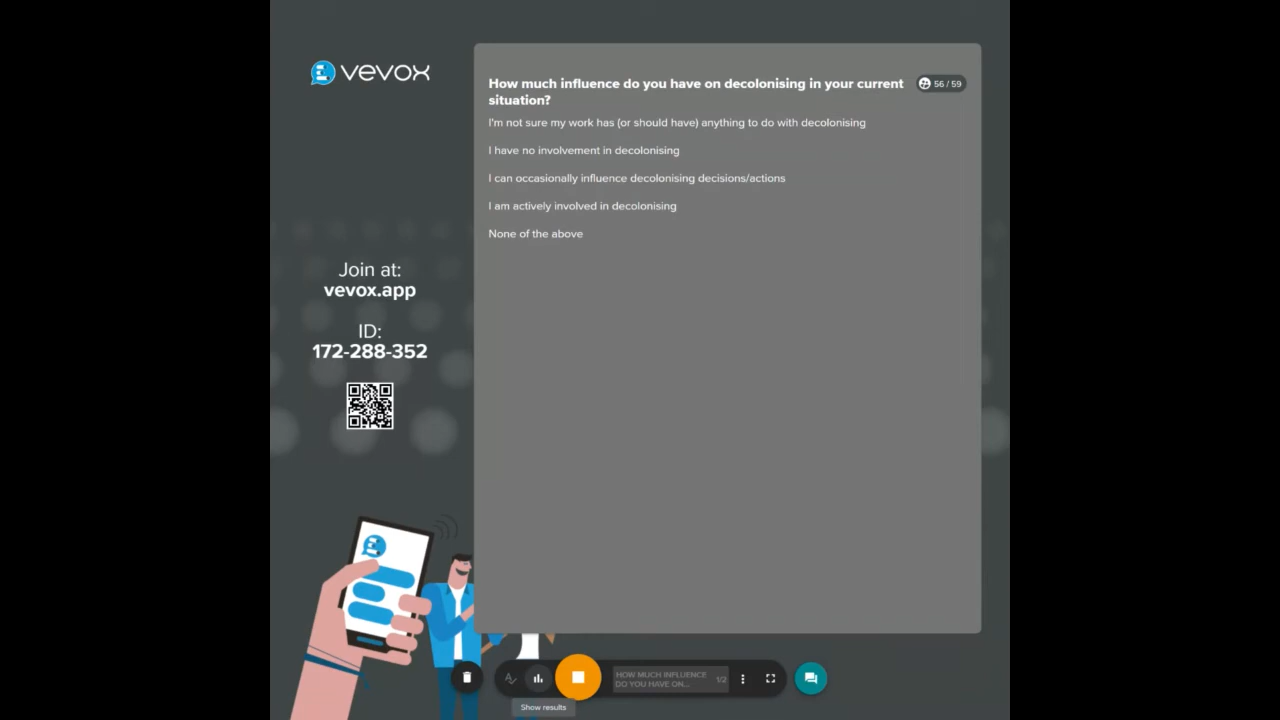 vevox
How much influence do you have on decolonising in your current
situation?
56 / 59
I'm not sure my work has (or should have) anything to do with decolonising
I have no involvement in decolonising
I can occasionally influence decolonising decisions/actions
I am actively involved in decolonising
None of the above
Join at:
vevox.app
ID:
172-288-352
HOW MUCH INFLUENCE
DO YOU HAVE ON...
1/2
Show results